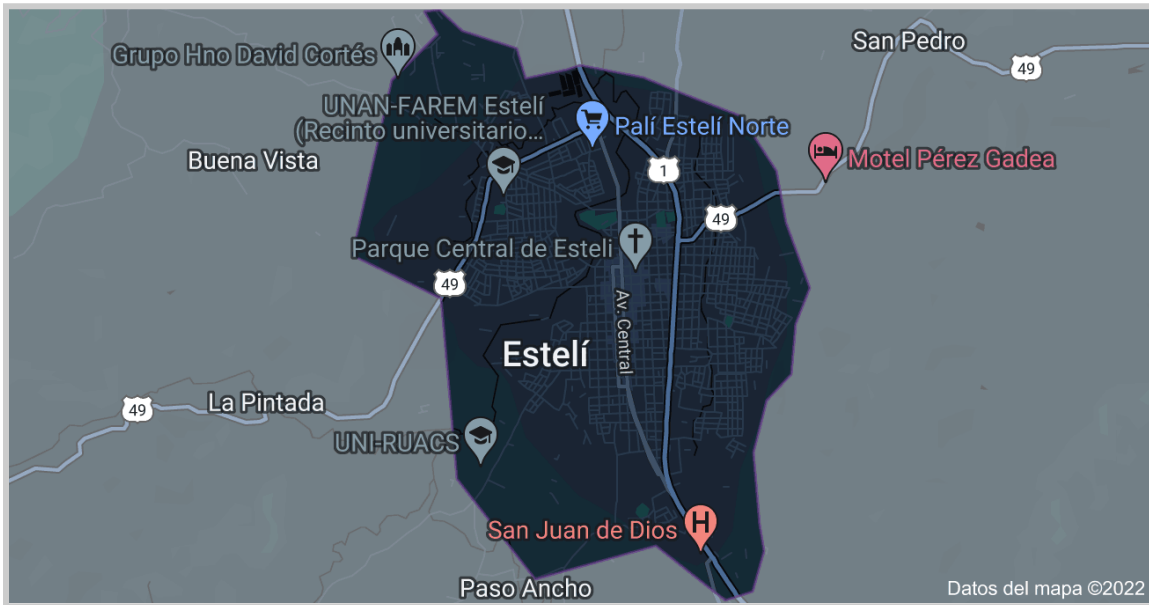 Grupo Hno David Cortés
San Pedro
49
UNAN-FAREM Estelí
(Recinto universitario...
Palí Estelí Norte
Buena Vista
1
Motel Pérez Gadea
49
Parque Central de Esteli
49
Av. Central
Estelí
49
La Pintada
UNI-RUACS
San Juan de Dios
H
Paso Ancho
Datos del mapa ©2022